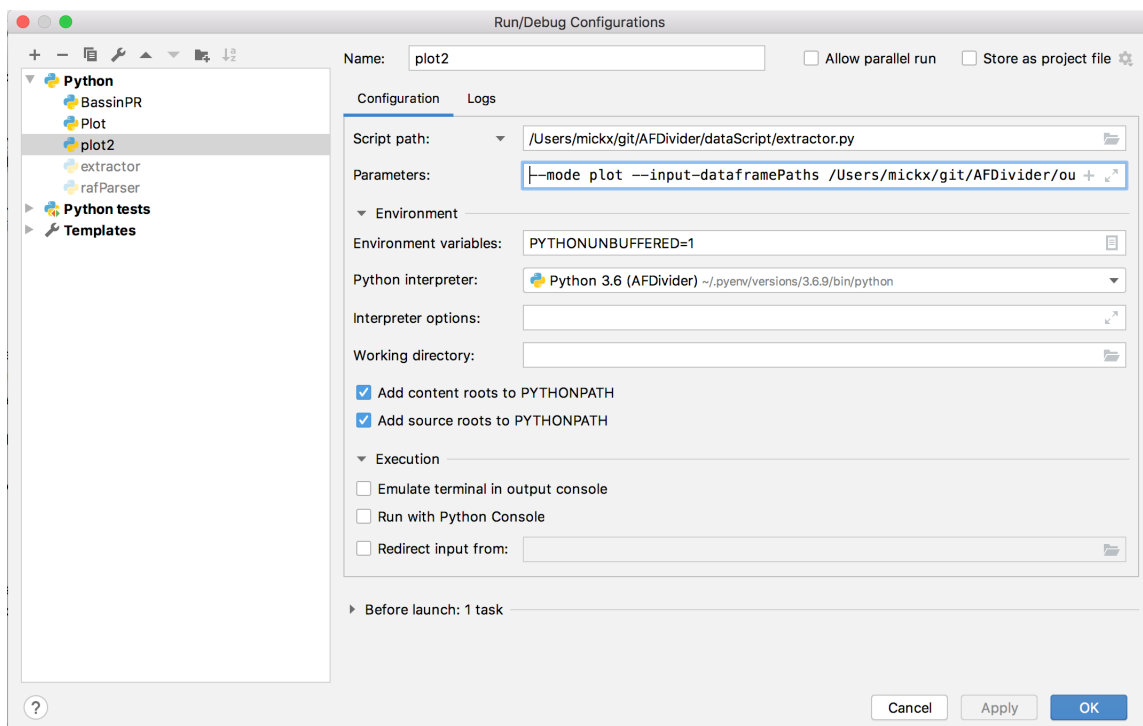 Run/Debug Configurations
Name: plot2 Allow parallel run Store as project file
Python
BassinPR
Plot
plot2
extractor
rafParser
Python tests
Templates
Configuration Logs
Script path: /Users/mickx/git/AFDivider/dataScript/extractor.py
Parameters: --mode plot --input-dataframePaths /Users/mickx/git/AFDivider/ou
Environment
Environment variables: PYTHONUNBUFFERED=1
Python interpreter: Python 3.6 (AFDivider) ~/.pyenv/versions/3.6.9/bin/python
Interpreter options:
Working directory:
Add content roots to PYTHONPATH
Add source roots to PYTHONPATH
Execution
Emulate terminal in output console
Run with Python Console
Redirect input from:
Before launch: 1 task
? Cancel Apply OK